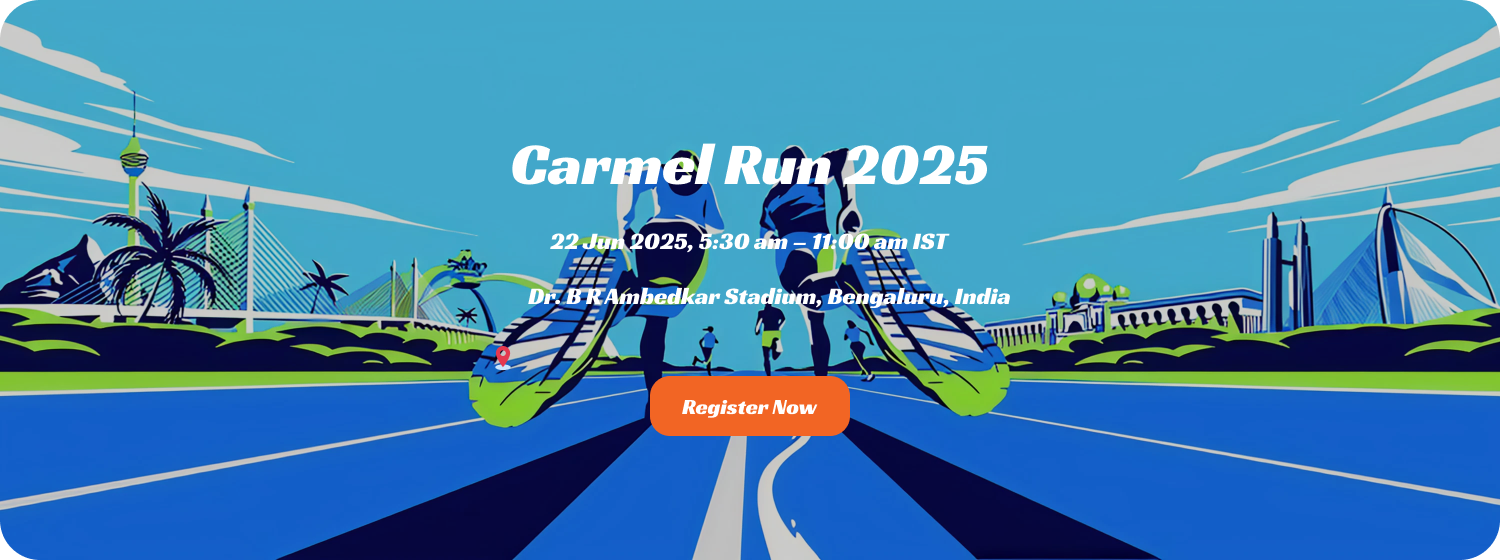 Carmel Run 2025
22 Jun 2025, 5:30 am – 11:00 am IST
Dr. B R Ambedkar Stadium, Bengaluru, India
Register Now